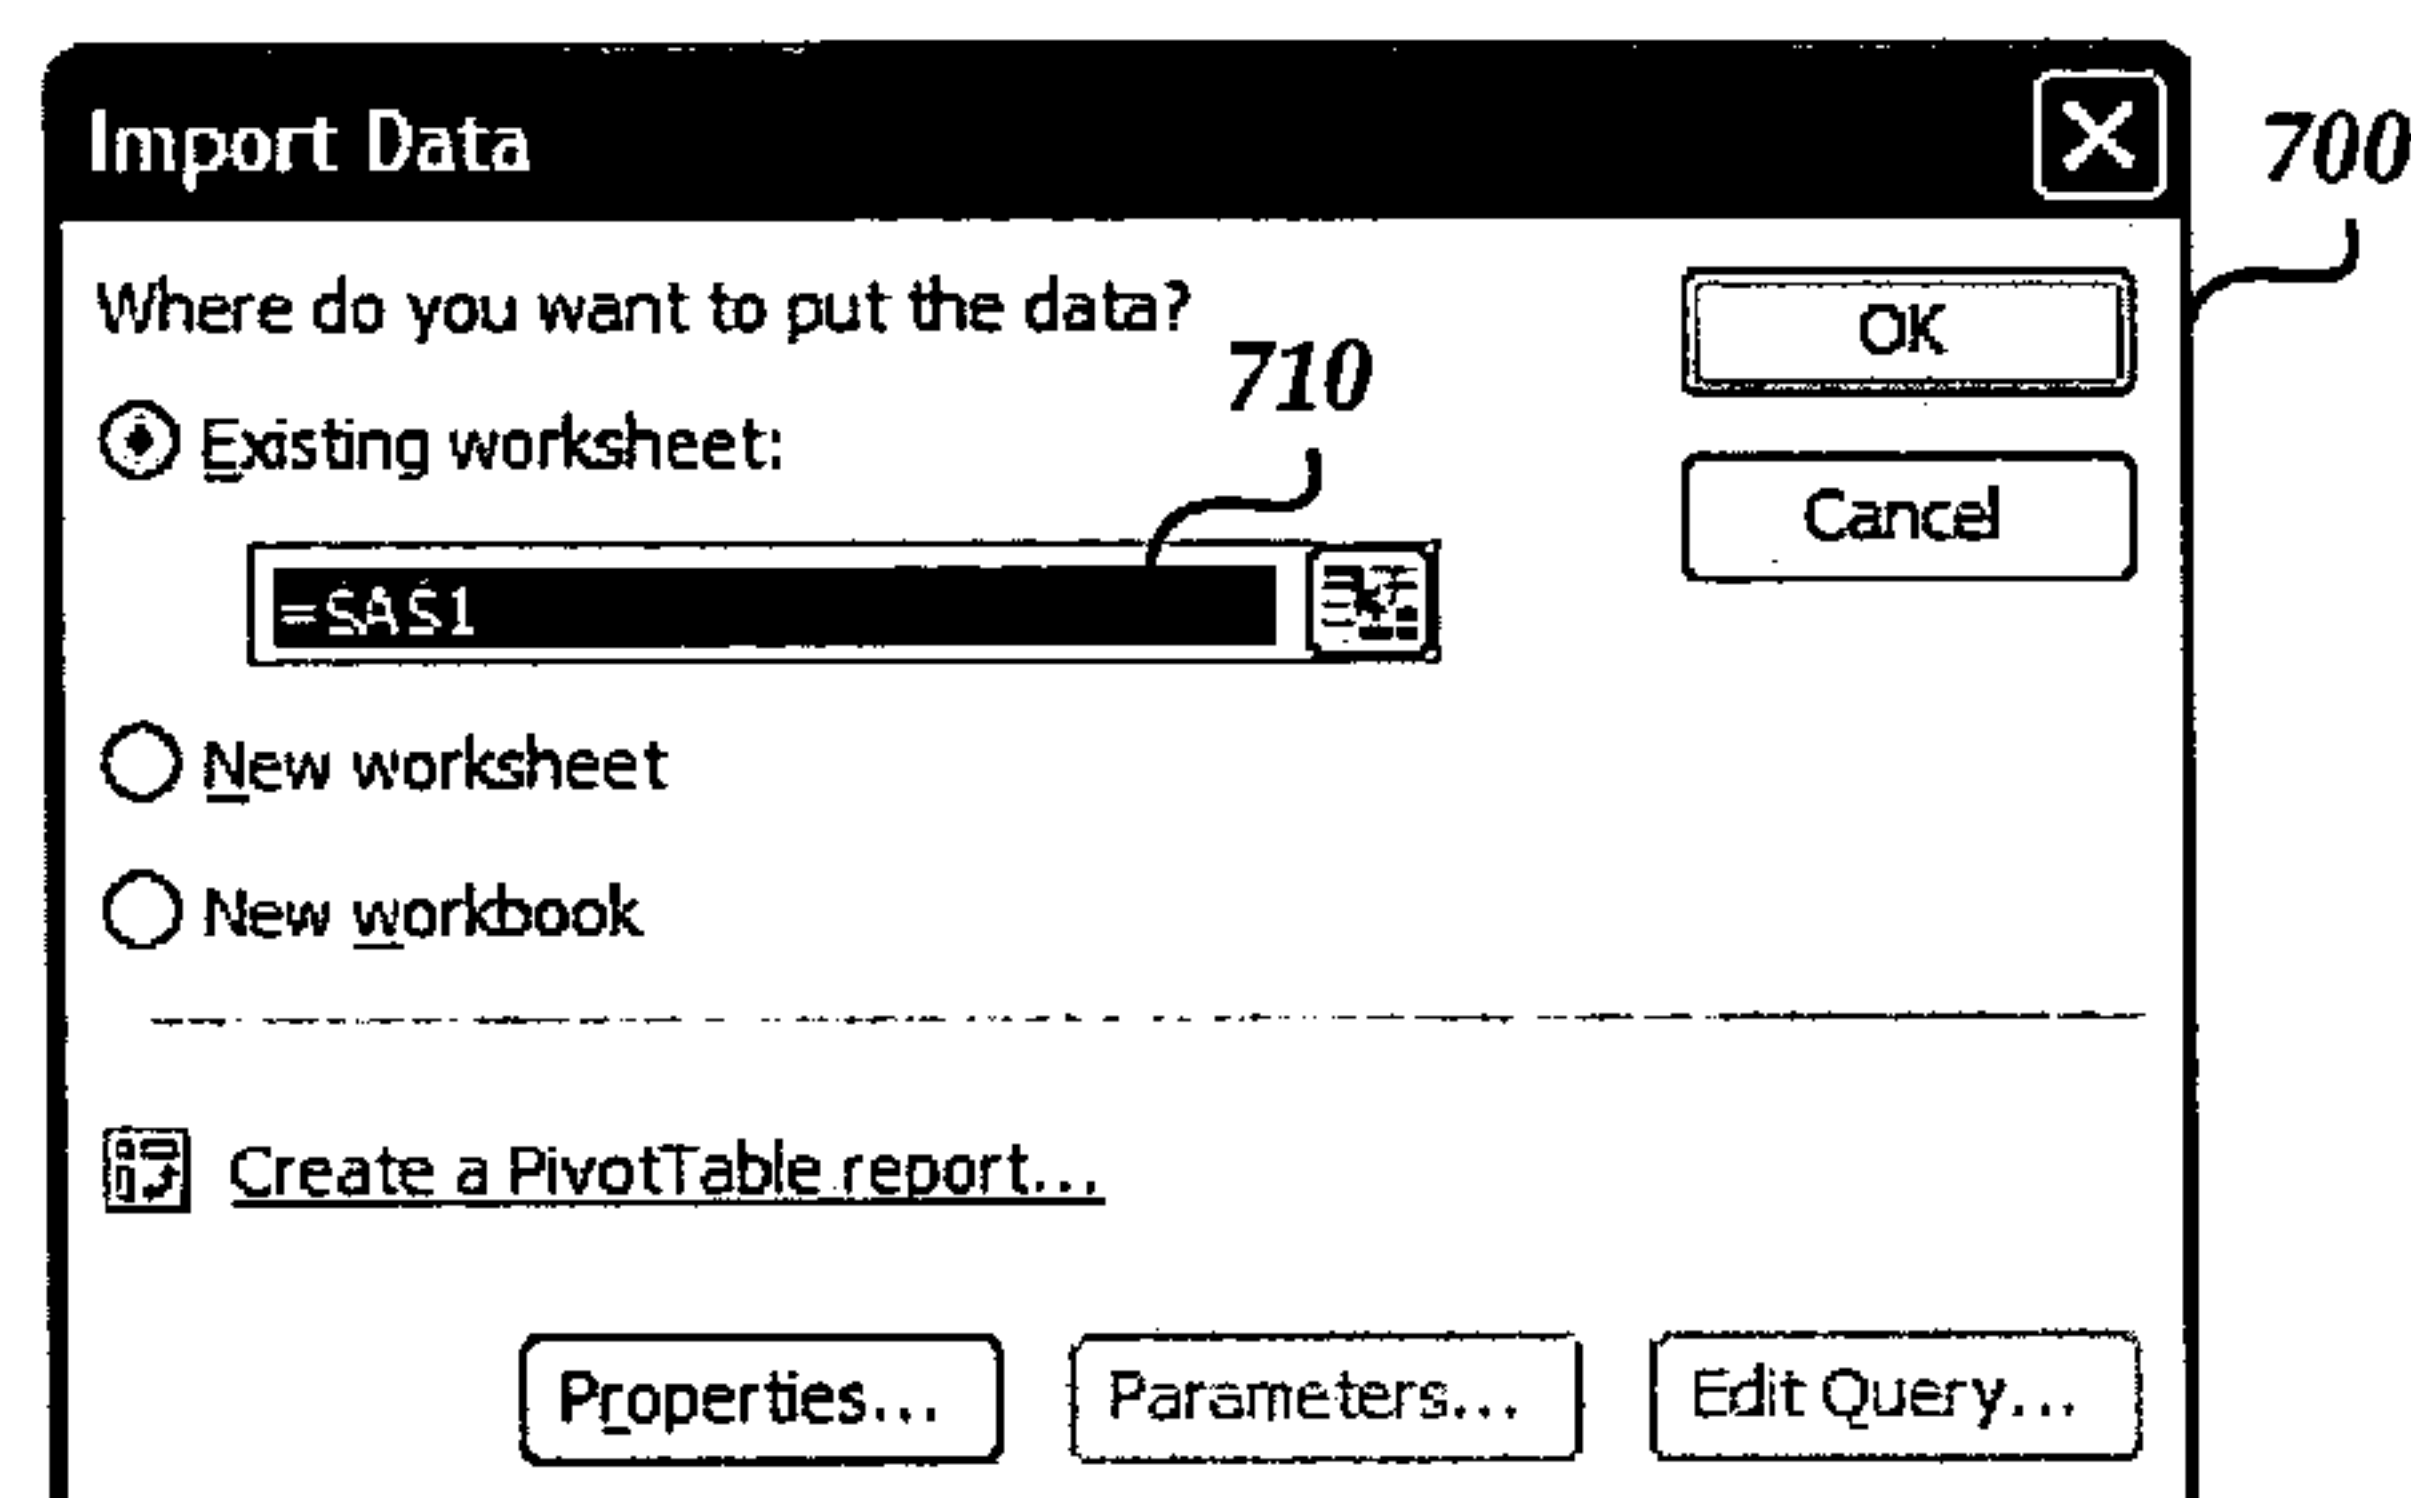 Import Data
700
Where do you want to put the data?
OK
710
Existing worksheet:
Cancel
=$A$1
New worksheet
New workbook
Create a PivotTable report...
Properties...
Parameters...
Edit Query...